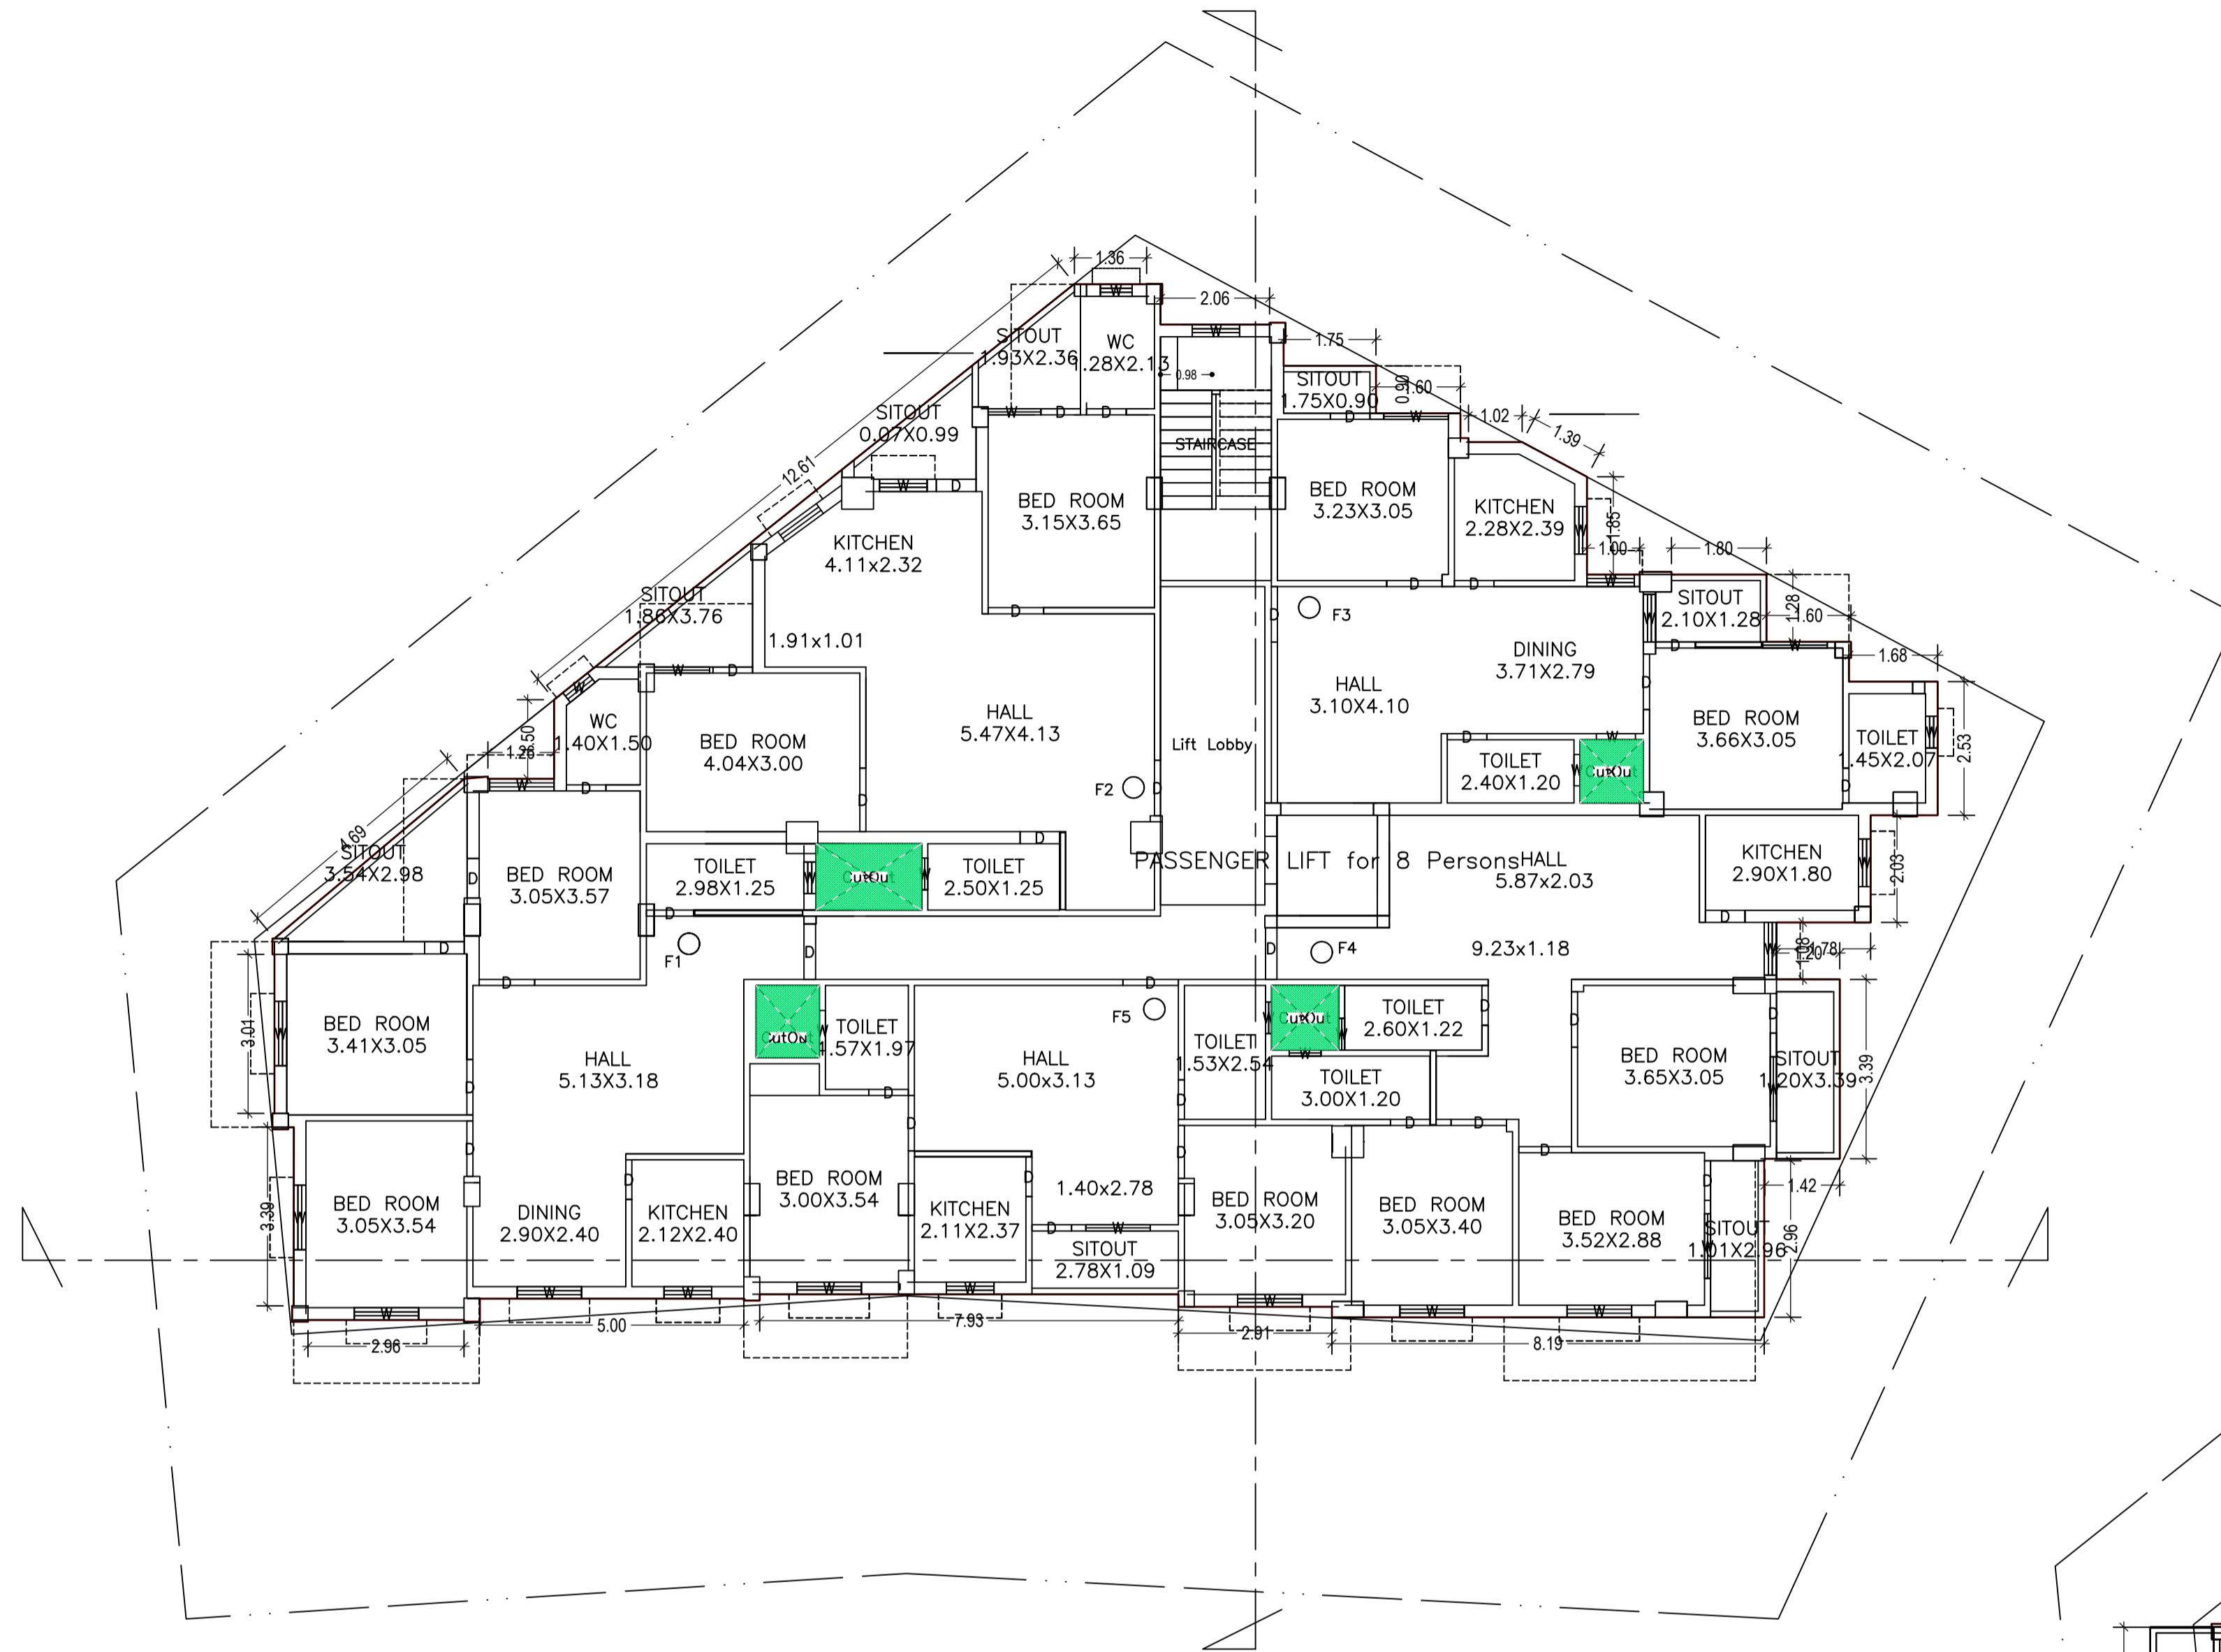 1.36
2.06
W
W
1.75
SITOUT
1.93X2.36
WC
1.28X2.13
0.98
SITOUT
1.75X0.90
0.90
1.60
W
D
D
D
W
1.02
1.39
SITOUT
0.07X0.99
STAIRCASE
12.61
W
D
BED ROOM
3.15X3.65
BED ROOM
3.23X3.05
KITCHEN
2.28X2.39
W
1.85
KITCHEN
4.11x2.32
1.00
1.80
D
D
W
SITOUT
1.86X3.76
D
F3
SITOUT
2.10X1.28
W
1.28
1.60
1.91x1.01
D
DINING
3.71X2.79
D
W
1.68
W
D
W
HALL
3.10X4.10
D
WC
1.40X1.50
1.50
1.26
BED ROOM
4.04X3.00
HALL
5.47X4.13
Lift Lobby
BED ROOM
3.66X3.05
TOILET
1.45X2.07
W
2.53
D
W
TOILET
2.40X1.20
W
CutOut
D
W
D
D
F2
D
4.69
SITOUT
3.54X2.98
D
BED ROOM
3.05X3.57
TOILET
2.98X1.25
W
CutOut
W
TOILET
2.50X1.25
D
PASSENGER LIFT for 8 Persons
HALL
5.87x2.03
KITCHEN
2.90X1.80
W
2.03
D
D
F1
D
D
F4
9.23x1.18
W
1.08
1.20
1.78
D
D
D
3.01
W
BED ROOM
3.41X3.05
HALL
5.13X3.18
CutOut
W
TOILET
1.57X1.97
F5
HALL
5.00x3.13
TOILET
1.53X2.54
W
CutOut
W
W
TOILET
2.60X1.22
D
D
D
BED ROOM
3.65X3.05
W
SITOUT
1.20X3.39
3.39
D
D
D
TOILET
3.00X1.20
D
D
D
D
D
D
BED ROOM
3.05X3.54
W
3.39
DINING
2.90X2.40
D
KITCHEN
2.12X2.40
BED ROOM
3.00X3.54
KITCHEN
2.11X2.37
D
1.40x2.78
D
W
SITOUT
2.78X1.09
BED ROOM
3.05X3.20
BED ROOM
3.05X3.40
BED ROOM
3.52X2.88
D
W
SITOUT
1.01X2.96
2.96
1.42
W
W
W
W
W
W
W
W
2.96
5.00
7.93
2.91
8.19